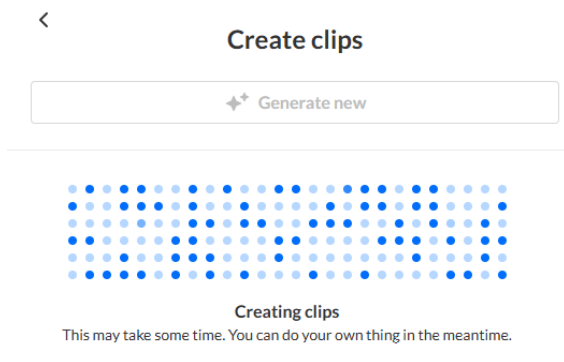 Create clips
Generate new
Creating clips
This may take some time. You can do your own thing in the meantime.